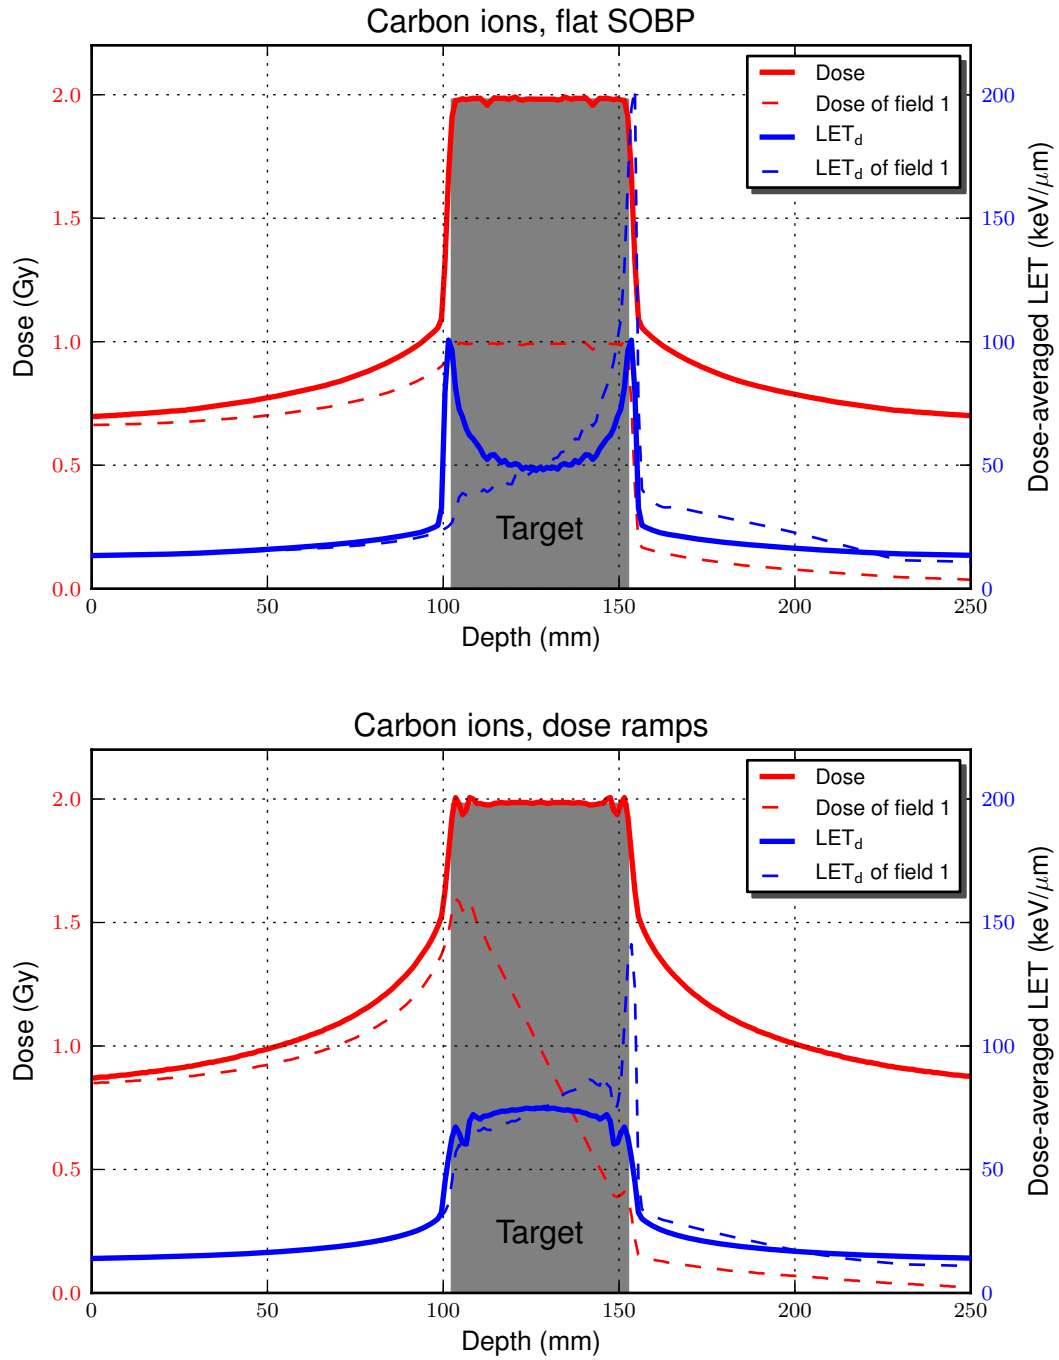 Carbon ions, flat SOBP
Dose
Dose of field 1
LETd
LETd of field 1
Target
Dose (Gy)
0.0
0.5
1.0
1.5
2.0
Dose-averaged LET (keV/μm)
0
50
100
150
200
0 50 100 150 200 250
Depth (mm)
Carbon ions, dose ramps
Dose
Dose of field 1
LETd
LETd of field 1
Target
Dose (Gy)
0.0
0.5
1.0
1.5
2.0
Dose-averaged LET (keV/μm)
0
50
100
150
200
0 50 100 150 200 250
Depth (mm)